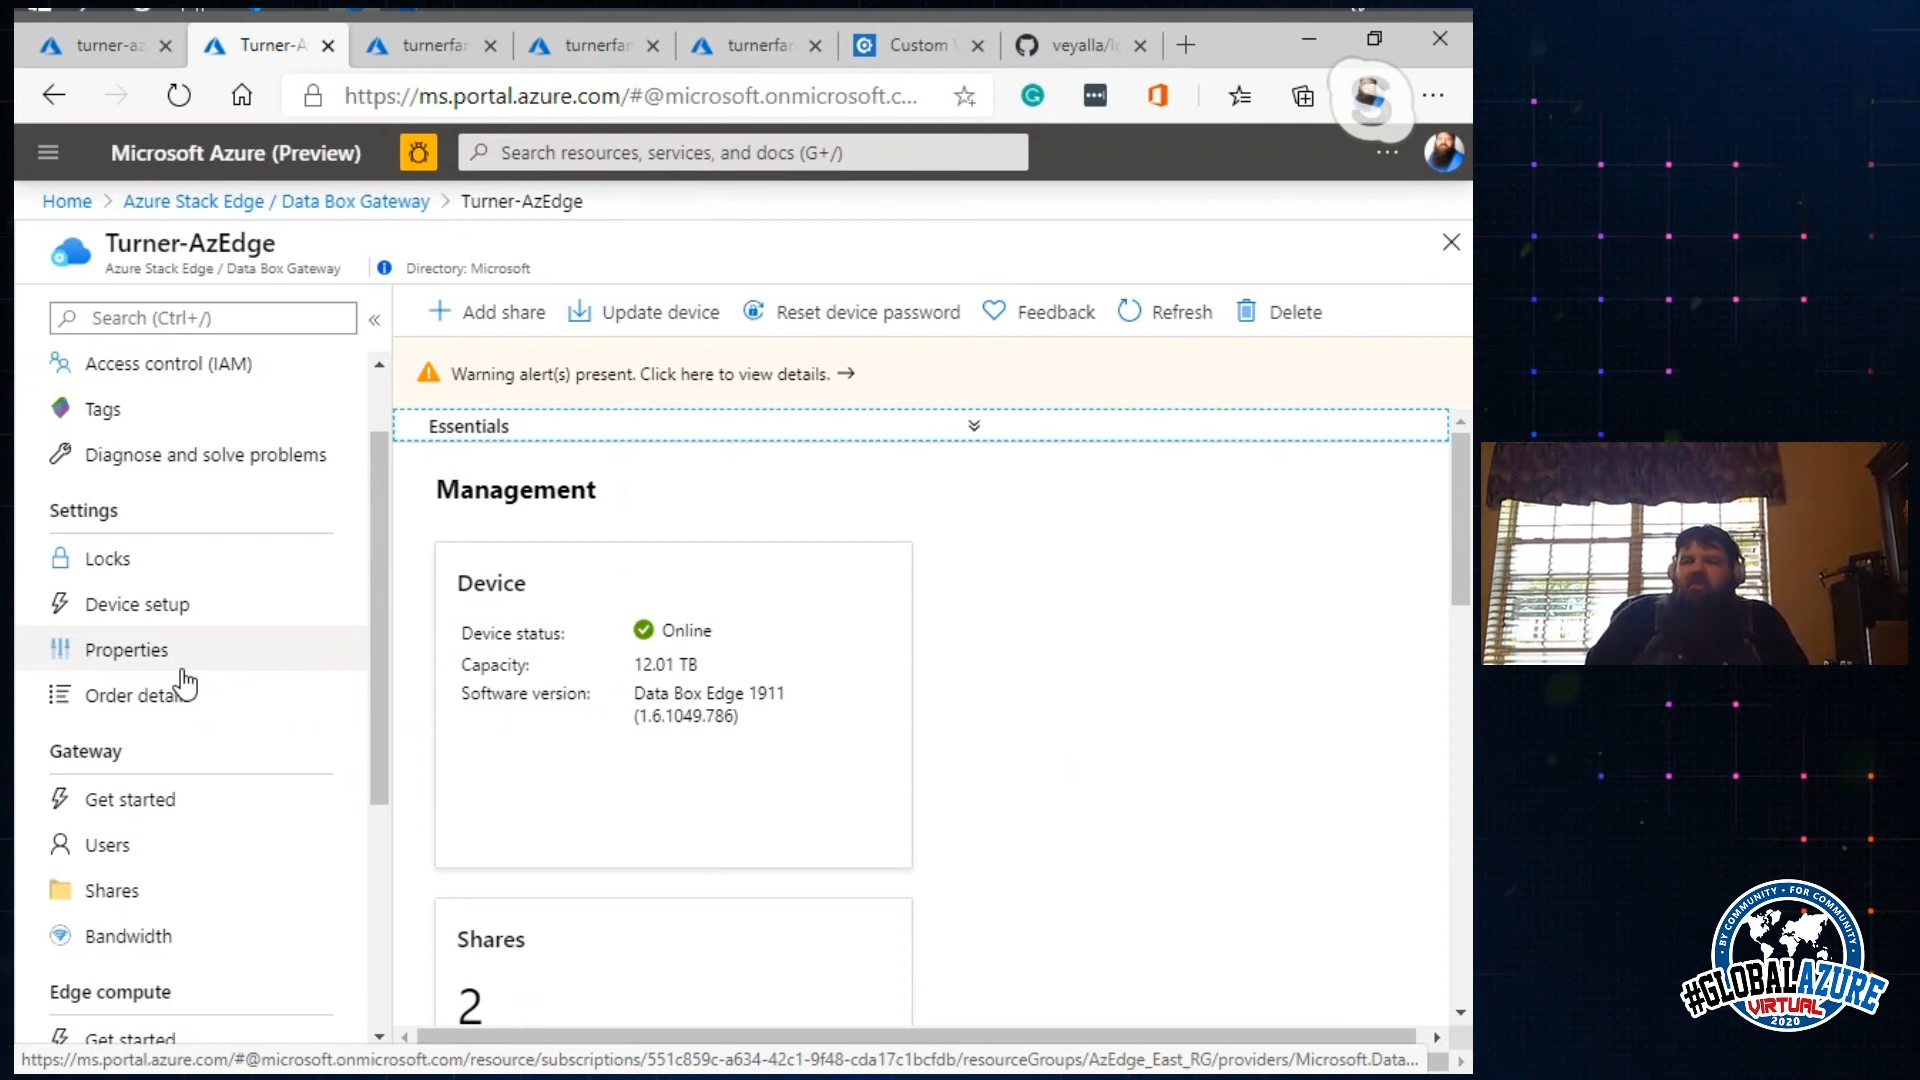 turner-az
Turner-A
turnerfar
turnerfar
turnerfar
Custom
veyalla/
https://ms.portal.azure.com/#@microsoft.onmicrosoft.c...
S
Microsoft Azure (Preview)
Search resources, services, and docs (G+/)
Home > Azure Stack Edge / Data Box Gateway > Turner-AzEdge
Turner-AzEdge
Azure Stack Edge / Data Box Gateway
Directory: Microsoft
Search (Ctrl+/)
Access control (IAM)
Tags
Diagnose and solve problems
Settings
Locks
Device setup
Properties
Order detai
Gateway
Get started
Users
Shares
Bandwidth
Edge compute
Get started
Add share
Update device
Reset device password
Feedback
Refresh
Delete
Warning alert(s) present. Click here to view details. →
Essentials
Management
Device
Device status: Online
Capacity: 12.01 TB
Software version: Data Box Edge 1911
(1.6.1049.786)
Shares
2
https://ms.portal.azure.com/#@microsoft.onmicrosoft.com/resource/subscriptions/551c859c-a634-42c1-9f48-cda17c1bcfdb/resourceGroups/AzEdge_East_RG/providers/Microsoft.Data...
BY COMMUNITY • FOR COMMUNITY
#GLOBALAZURE
VIRTUAL
2020